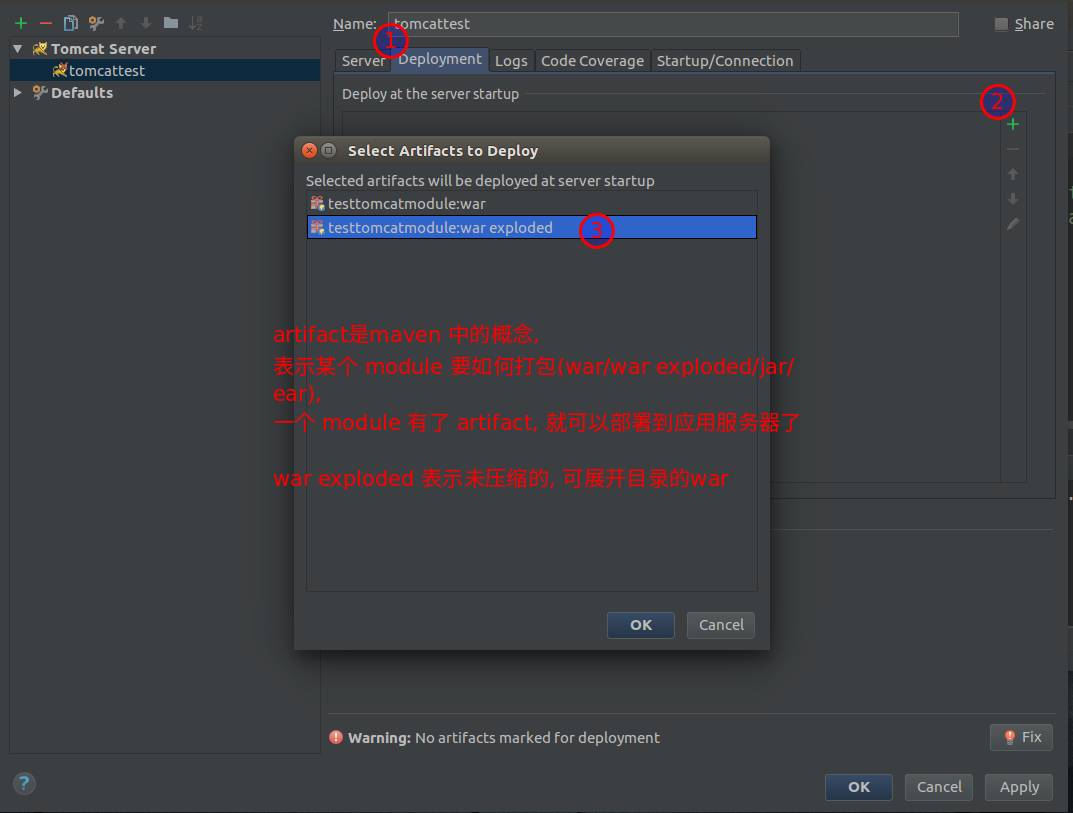 Name: tomcattest
Share
Tomcat Server
tomcattest
Defaults
1
Server Deployment Logs Code Coverage Startup/Connection
Deploy at the server startup
2
Select Artifacts to Deploy
Selected artifacts will be deployed at server startup
testtomcatmodule:war
testtomcatmodule:war exploded
3
artifact是maven 中的概念,
表示某个 module 要如何打包(war/war exploded/jar/
ear),
一个 module 有了 artifact, 就可以部署到应用服务器了
war exploded 表示未压缩的, 可展开目录的war
OK Cancel
Warning: No artifacts marked for deployment
Fix
?
OK Cancel Apply